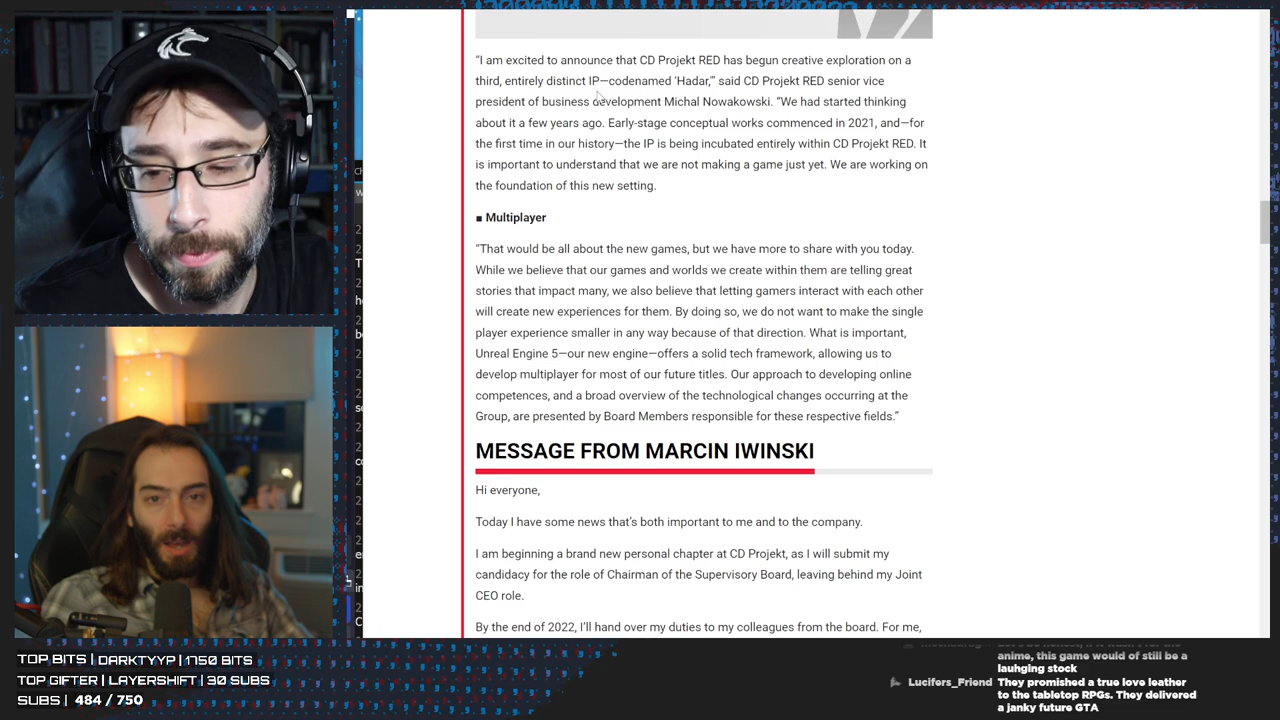 “I am excited to announce that CD Projekt RED has begun creative exploration on a
third, entirely distinct IP—codenamed ‘Hadar,’” said CD Projekt RED senior vice
president of business development Michal Nowakowski. “We had started thinking
about it a few years ago. Early-stage conceptual works commenced in 2021, and—for
the first time in our history—the IP is being incubated entirely within CD Projekt RED. It
is important to understand that we are not making a game just yet. We are working on
the foundation of this new setting.
■ Multiplayer
“That would be all about the new games, but we have more to share with you today.
While we believe that our games and worlds we create within them are telling great
stories that impact many, we also believe that letting gamers interact with each other
will create new experiences for them. By doing so, we do not want to make the single
player experience smaller in any way because of that direction. What is important,
Unreal Engine 5—our new engine—offers a solid tech framework, allowing us to
develop multiplayer for most of our future titles. Our approach to developing online
competences, and a broad overview of the technological changes occurring at the
Group, are presented by Board Members responsible for these respective fields.”
MESSAGE FROM MARCIN IWINSKI
Hi everyone,
Today I have some news that’s both important to me and to the company.
I am beginning a brand new personal chapter at CD Projekt, as I will submit my
candidacy for the role of Chairman of the Supervisory Board, leaving behind my Joint
CEO role.
By the end of 2022, I’ll hand over my duties to my colleagues from the board. For me,
TOP BITS | DARKTYYP | 1750 BITS
TOP GIFTER | LAYERSHIFT | 30 SUBS
SUBS | 484 / 750
anime, this game would of still be a
lauhging stock
Lucifers_Friend They promised a true love leather
to the tabletop RPGs. They delivered
a janky future GTA